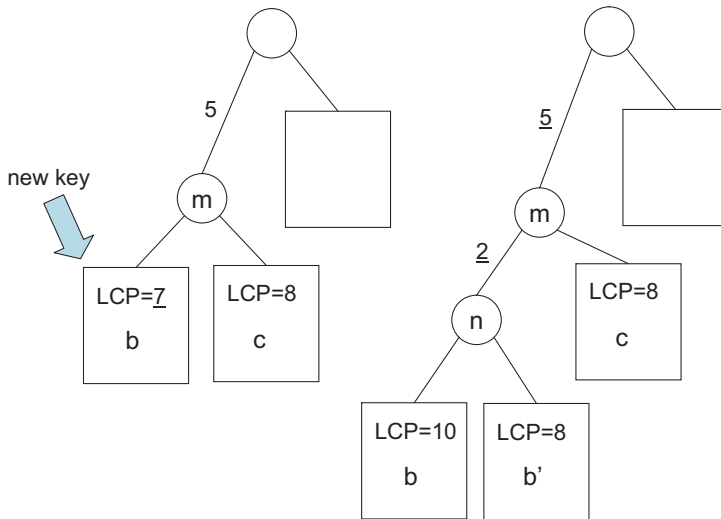 5
new key
m
LCP=7 LCP=8
b c
5
m
2
LCP=8
c
n
LCP=10 LCP=8
b b’